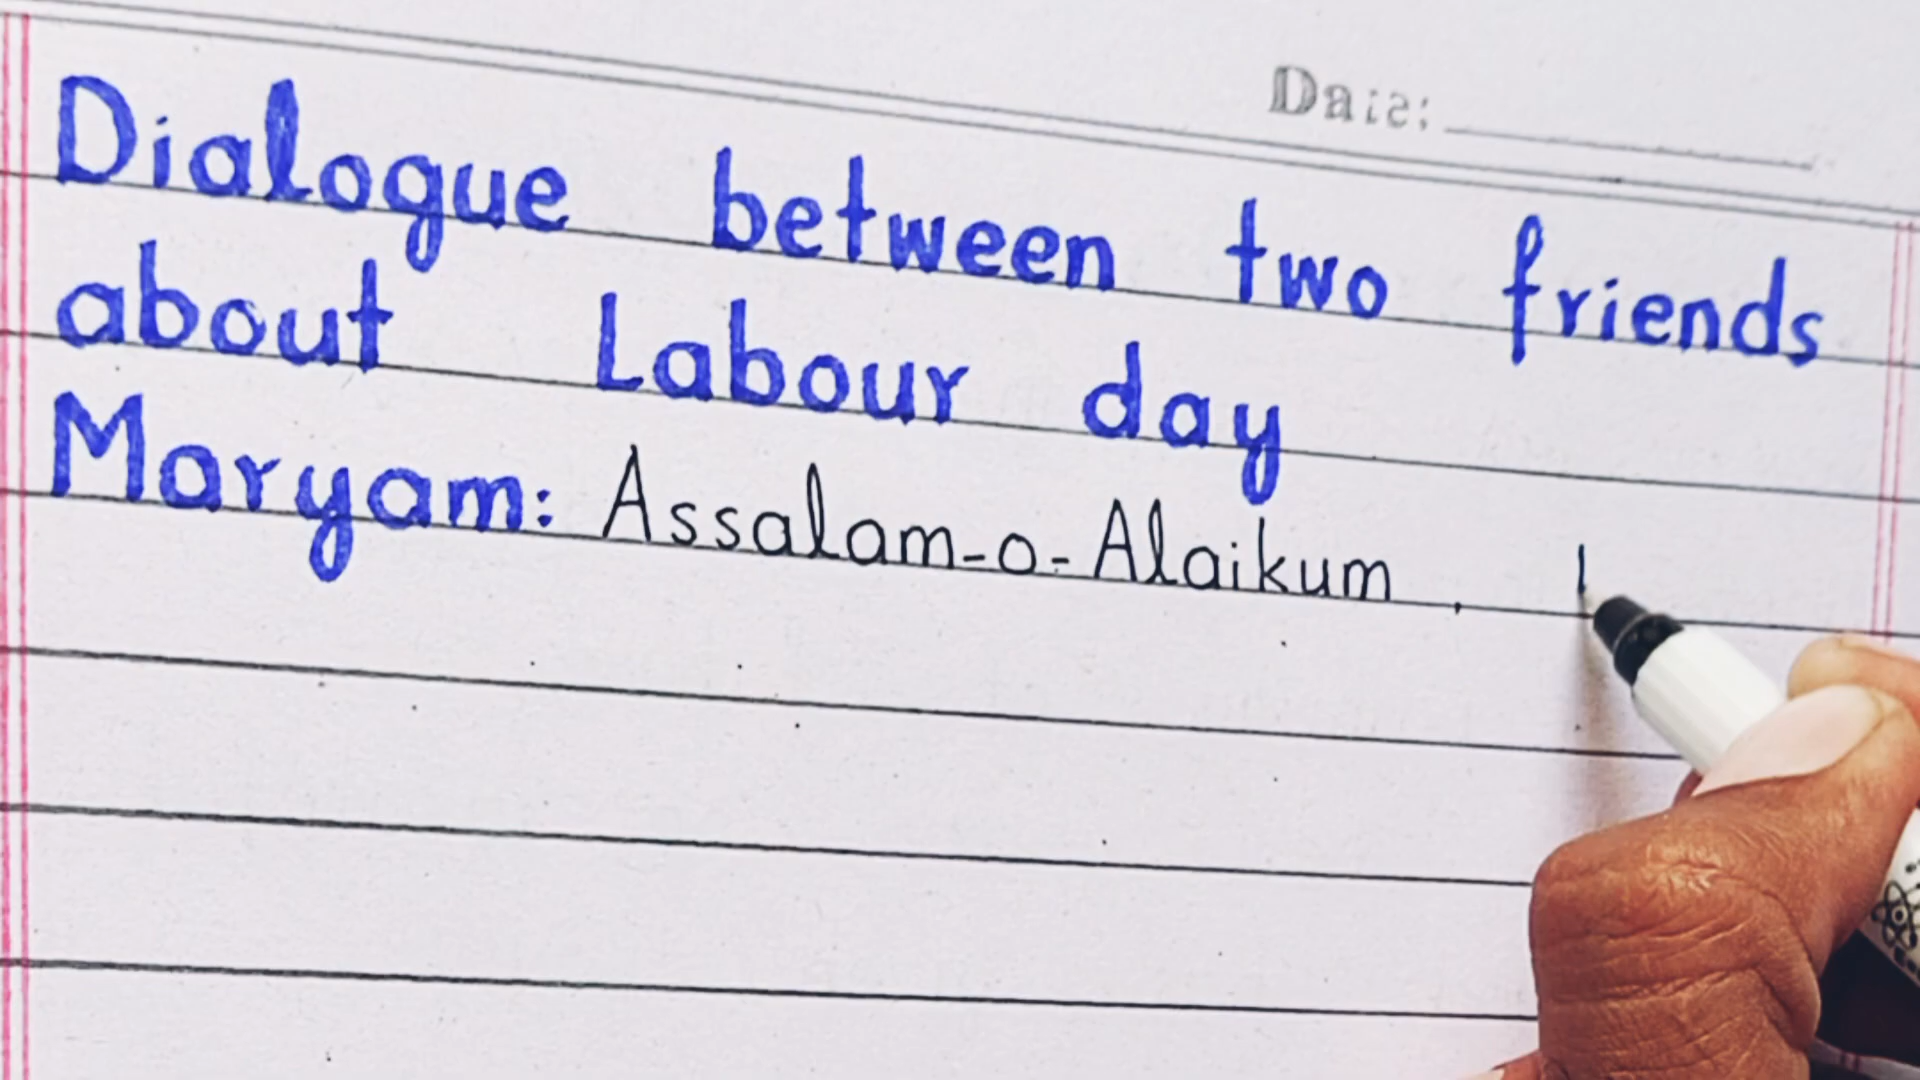 Date:
Dialogue between two friends
about Labour day
Maryam: Assalam-o-Alaikum,